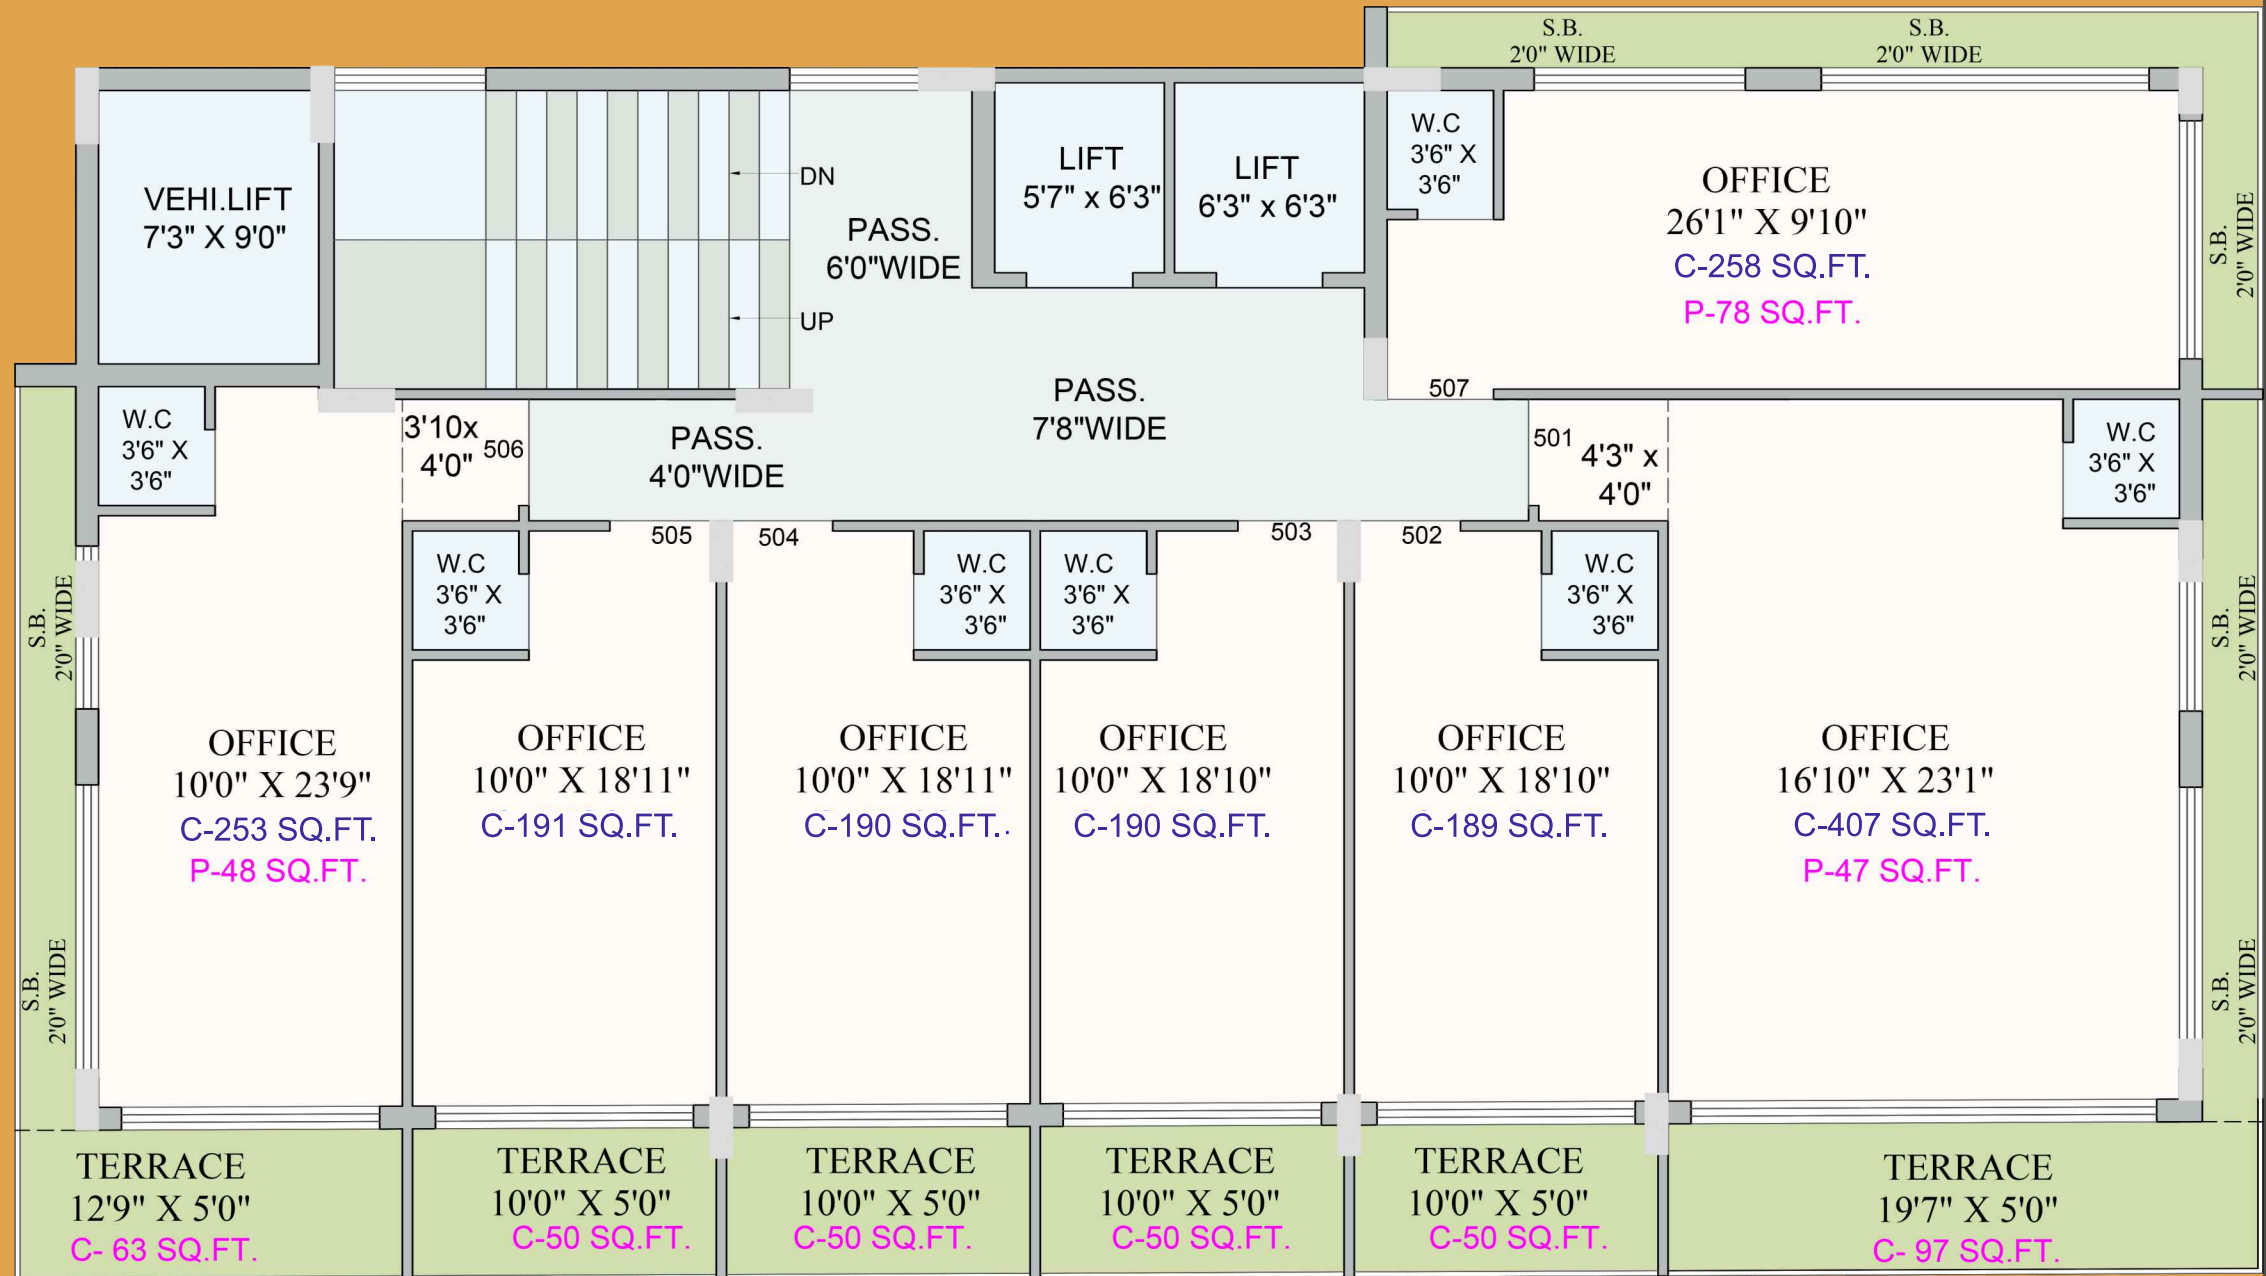 S.B.
2'0" WIDE
S.B.
2'0" WIDE
VEHI.LIFT
7'3" X 9'0"
DN
UP
PASS.
6'0"WIDE
LIFT
5'7" x 6'3"
LIFT
6'3" x 6'3"
W.C
3'6" X
3'6"
OFFICE
26'1" X 9'10"
C-258 SQ.FT.
P-78 SQ.FT.
S.B.
2'0" WIDE
PASS.
7'8"WIDE
507
W.C
3'6" X
3'6"
3'10x
4'0"
506
PASS.
4'0"WIDE
501
4'3" x
4'0"
W.C
3'6" X
3'6"
505
504
503
502
W.C
3'6" X
3'6"
W.C
3'6" X
3'6"
W.C
3'6" X
3'6"
W.C
3'6" X
3'6"
S.B.
2'0" WIDE
S.B.
2'0" WIDE
OFFICE
10'0" X 23'9"
C-253 SQ.FT.
P-48 SQ.FT.
OFFICE
10'0" X 18'11"
C-191 SQ.FT.
OFFICE
10'0" X 18'11"
C-190 SQ.FT..
OFFICE
10'0" X 18'10"
C-190 SQ.FT.
OFFICE
10'0" X 18'10"
C-189 SQ.FT.
OFFICE
16'10" X 23'1"
C-407 SQ.FT.
P-47 SQ.FT.
S.B.
2'0" WIDE
S.B.
2'0" WIDE
TERRACE
12'9" X 5'0"
C- 63 SQ.FT.
TERRACE
10'0" X 5'0"
C-50 SQ.FT.
TERRACE
10'0" X 5'0"
C-50 SQ.FT.
TERRACE
10'0" X 5'0"
C-50 SQ.FT.
TERRACE
10'0" X 5'0"
C-50 SQ.FT.
TERRACE
19'7" X 5'0"
C- 97 SQ.FT.